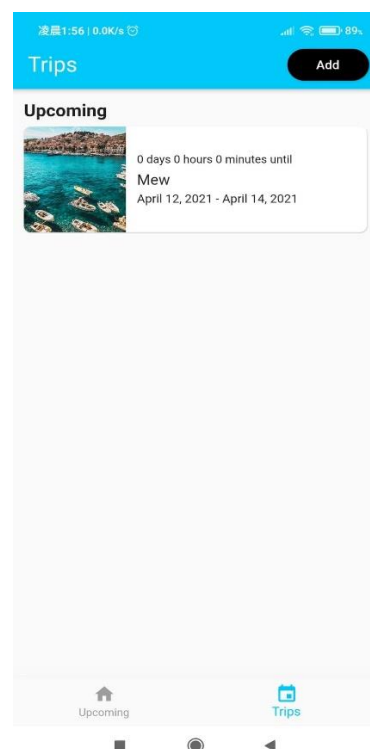 凌晨1:56 | 0.0K/s
89%
Trips
Add
Upcoming
0 days 0 hours 0 minutes until
Mew
April 12, 2021 - April 14, 2021
Upcoming
Trips